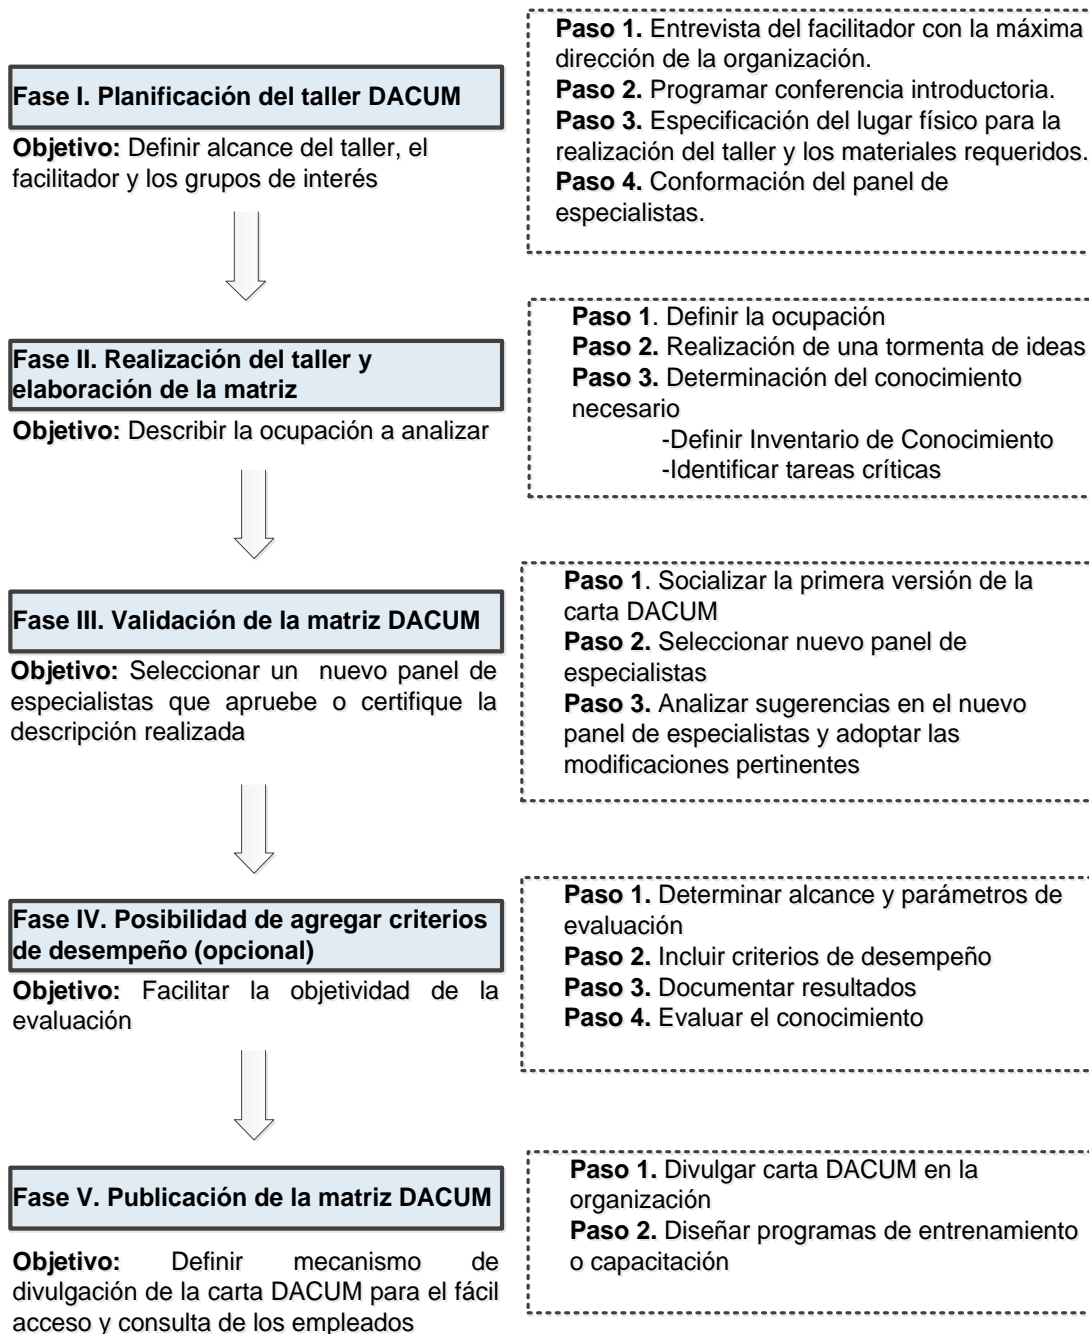 Fase I. Planificación del taller DACUM
Objetivo: Definir alcance del taller, el
facilitador y los grupos de interés
Paso 1. Entrevista del facilitador con la máxima
dirección de la organización.
Paso 2. Programar conferencia introductoria.
Paso 3. Especificación del lugar físico para la
realización del taller y los materiales requeridos.
Paso 4. Conformación del panel de
especialistas.
Fase II. Realización del taller y
elaboración de la matriz
Objetivo: Describir la ocupación a analizar
Paso 1. Definir la ocupación
Paso 2. Realización de una tormenta de ideas
Paso 3. Determinación del conocimiento
necesario
-Definir Inventario de Conocimiento
-Identificar tareas críticas
Fase III. Validación de la matriz DACUM
Objetivo: Seleccionar un nuevo panel de
especialistas que apruebe o certifique la
descripción realizada
Paso 1. Socializar la primera versión de la
carta DACUM
Paso 2. Seleccionar nuevo panel de
especialistas
Paso 3. Analizar sugerencias en el nuevo
panel de especialistas y adoptar las
modificaciones pertinentes
Fase IV. Posibilidad de agregar criterios
de desempeño (opcional)
Objetivo: Facilitar la objetividad de la
evaluación
Paso 1. Determinar alcance y parámetros de
evaluación
Paso 2. Incluir criterios de desempeño
Paso 3. Documentar resultados
Paso 4. Evaluar el conocimiento
Fase V. Publicación de la matriz DACUM
Objetivo: Definir mecanismo de
divulgación de la carta DACUM para el fácil
acceso y consulta de los empleados
Paso 1. Divulgar carta DACUM en la
organización
Paso 2. Diseñar programas de entrenamiento
o capacitación